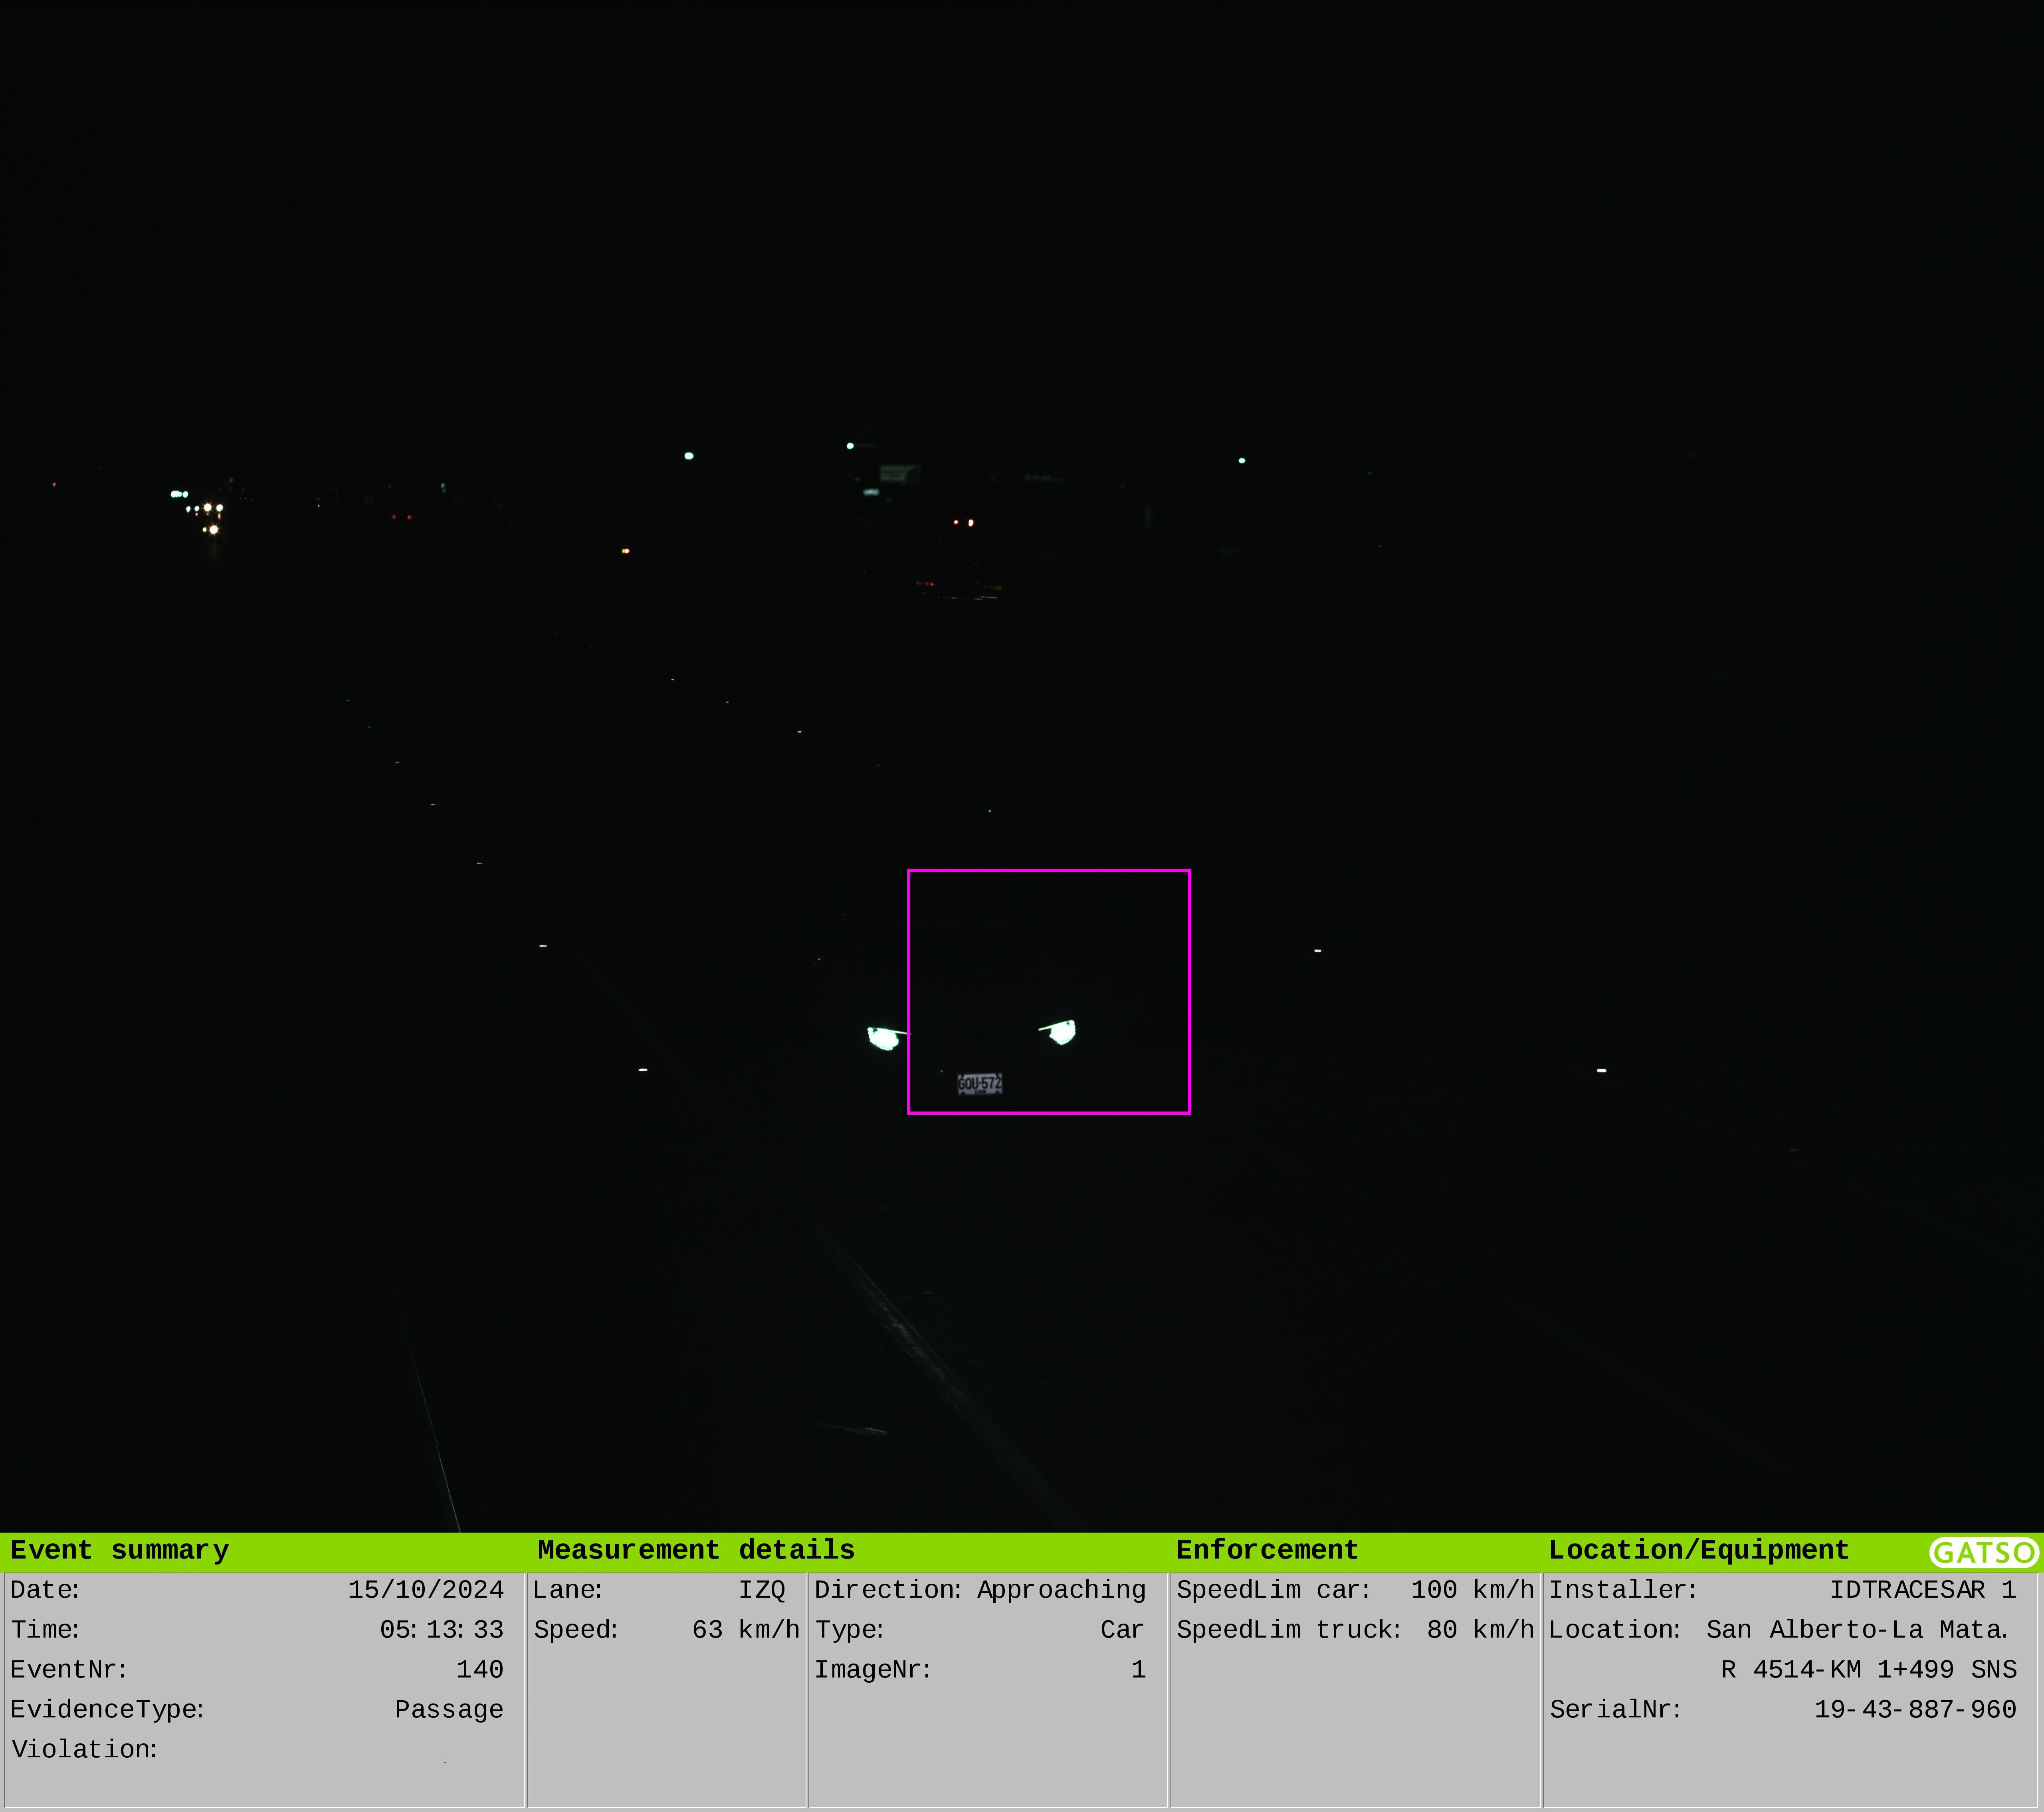 GOU-572
Event summary
Measurement details
Enforcement
Location/Equipment
GATSO
Date: 15/10/2024
Time: 05:13:33
EventNr: 140
EvidenceType: Passage
Violation:
Lane: IZQ
Speed: 63 km/h
Direction: Approaching
Type: Car
ImageNr: 1
SpeedLim car: 100 km/h
SpeedLim truck: 80 km/h
Installer: IDTRACESAR 1
Location: San Alberto-La Mata.
R 4514-KM 1+499 SNS
SerialNr: 19-43-887-960